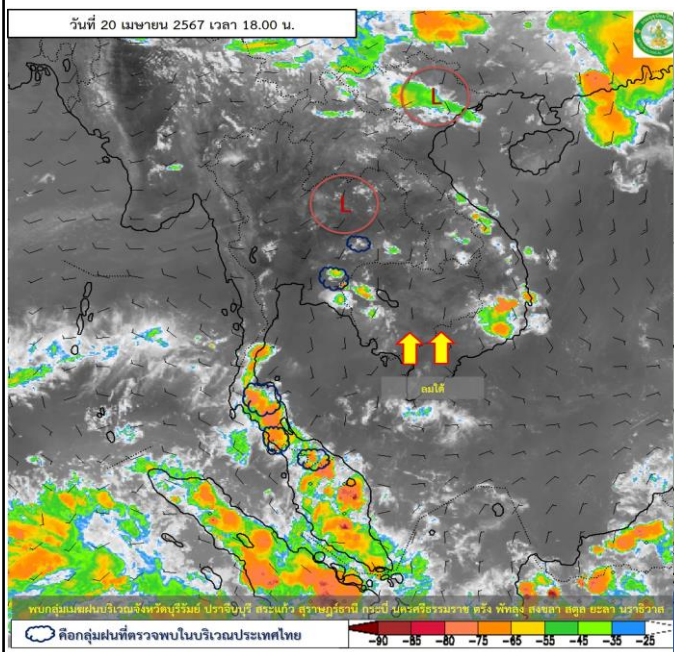 วันที่ 20 เมษายน 2567 เวลา 18.00 น.
L
L
ลมใต้
พบกลุ่มเมฆฝนบริเวณจังหวัดบุรีรัมย์ ปราจีนบุรี สระแก้ว สุราษฎร์ธานี กระบี่ นครศรีธรรมราช ตรัง พัทลุง สงขลา สตูล ยะลา นราธิวาส
คือกลุ่มฝนที่ตรวจพบในบริเวณประเทศไทย
-90 -85 -80 -75 -65 -55 -45 -35 -25